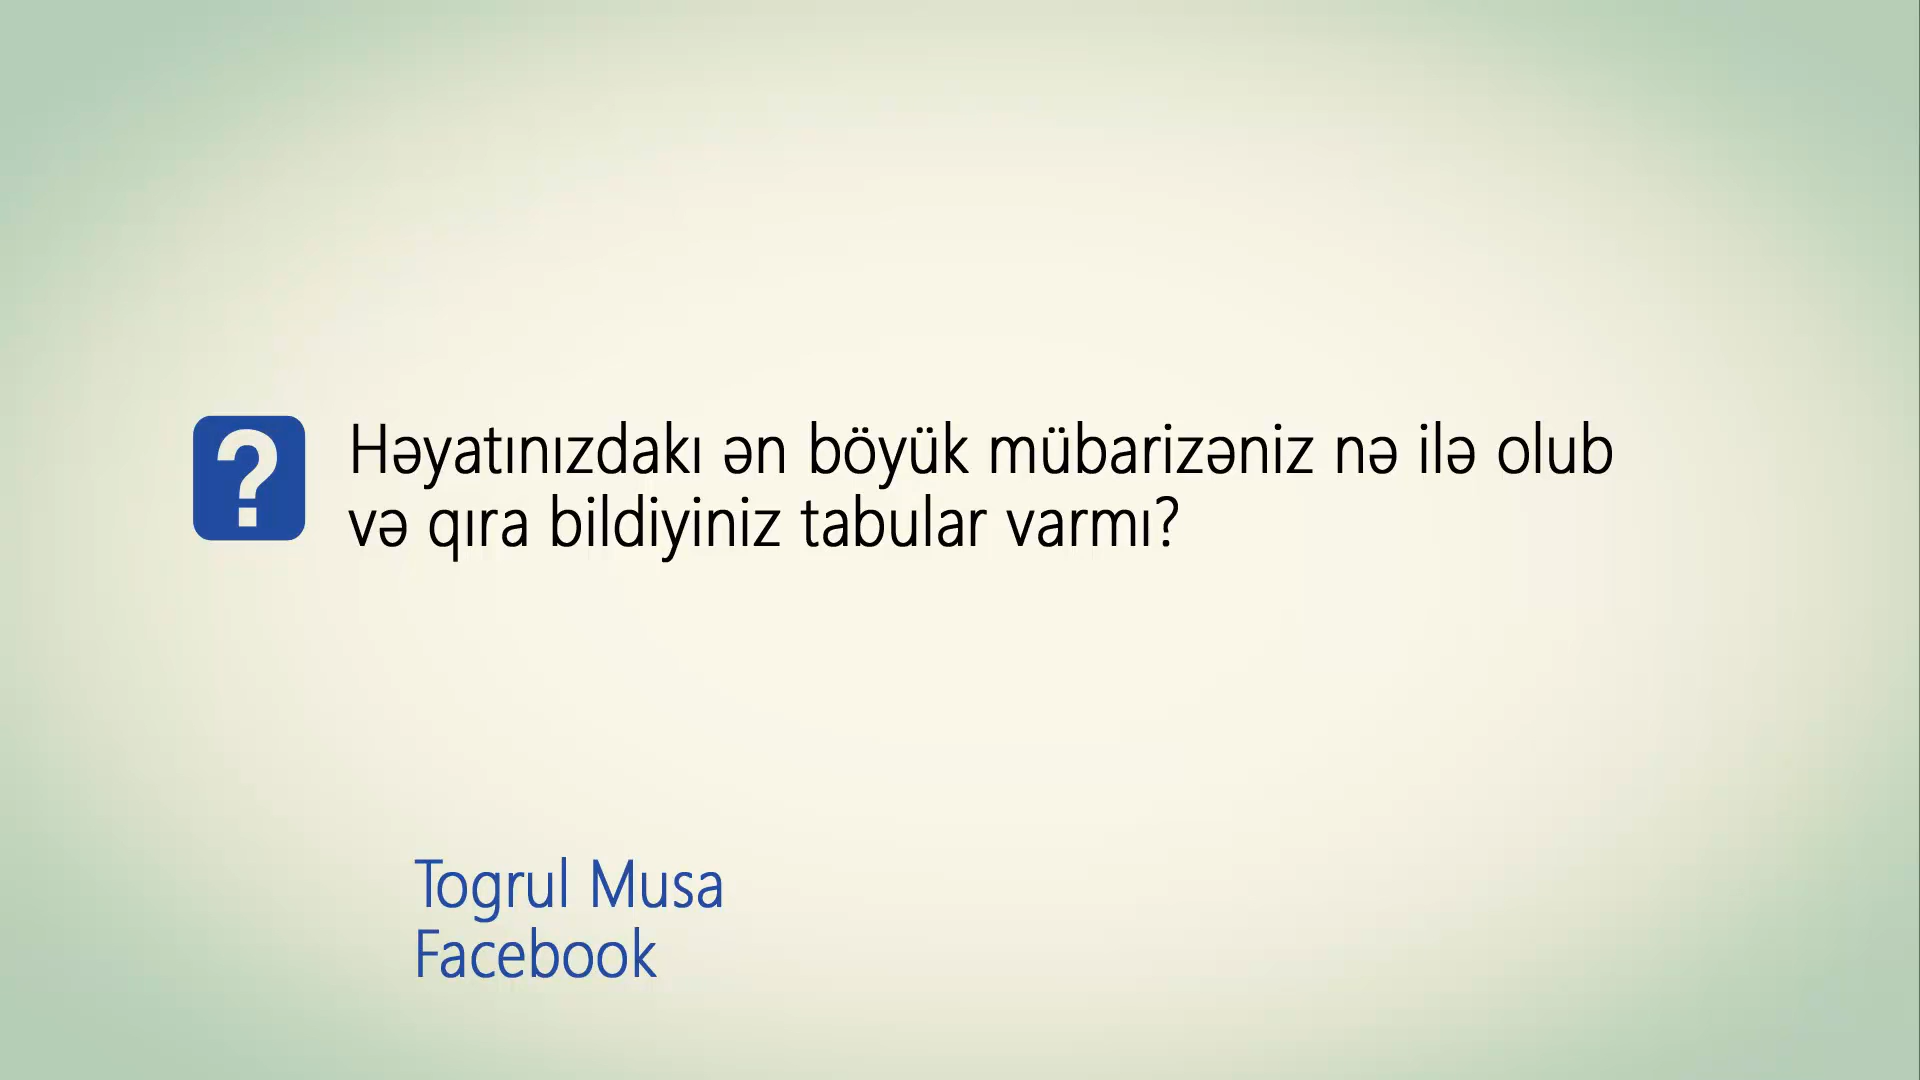 ?
Həyatınızdakı ən böyük mübarizəniz nə ilə olub
və qıra bildiyiniz tabular varmı?
Togrul Musa
Facebook